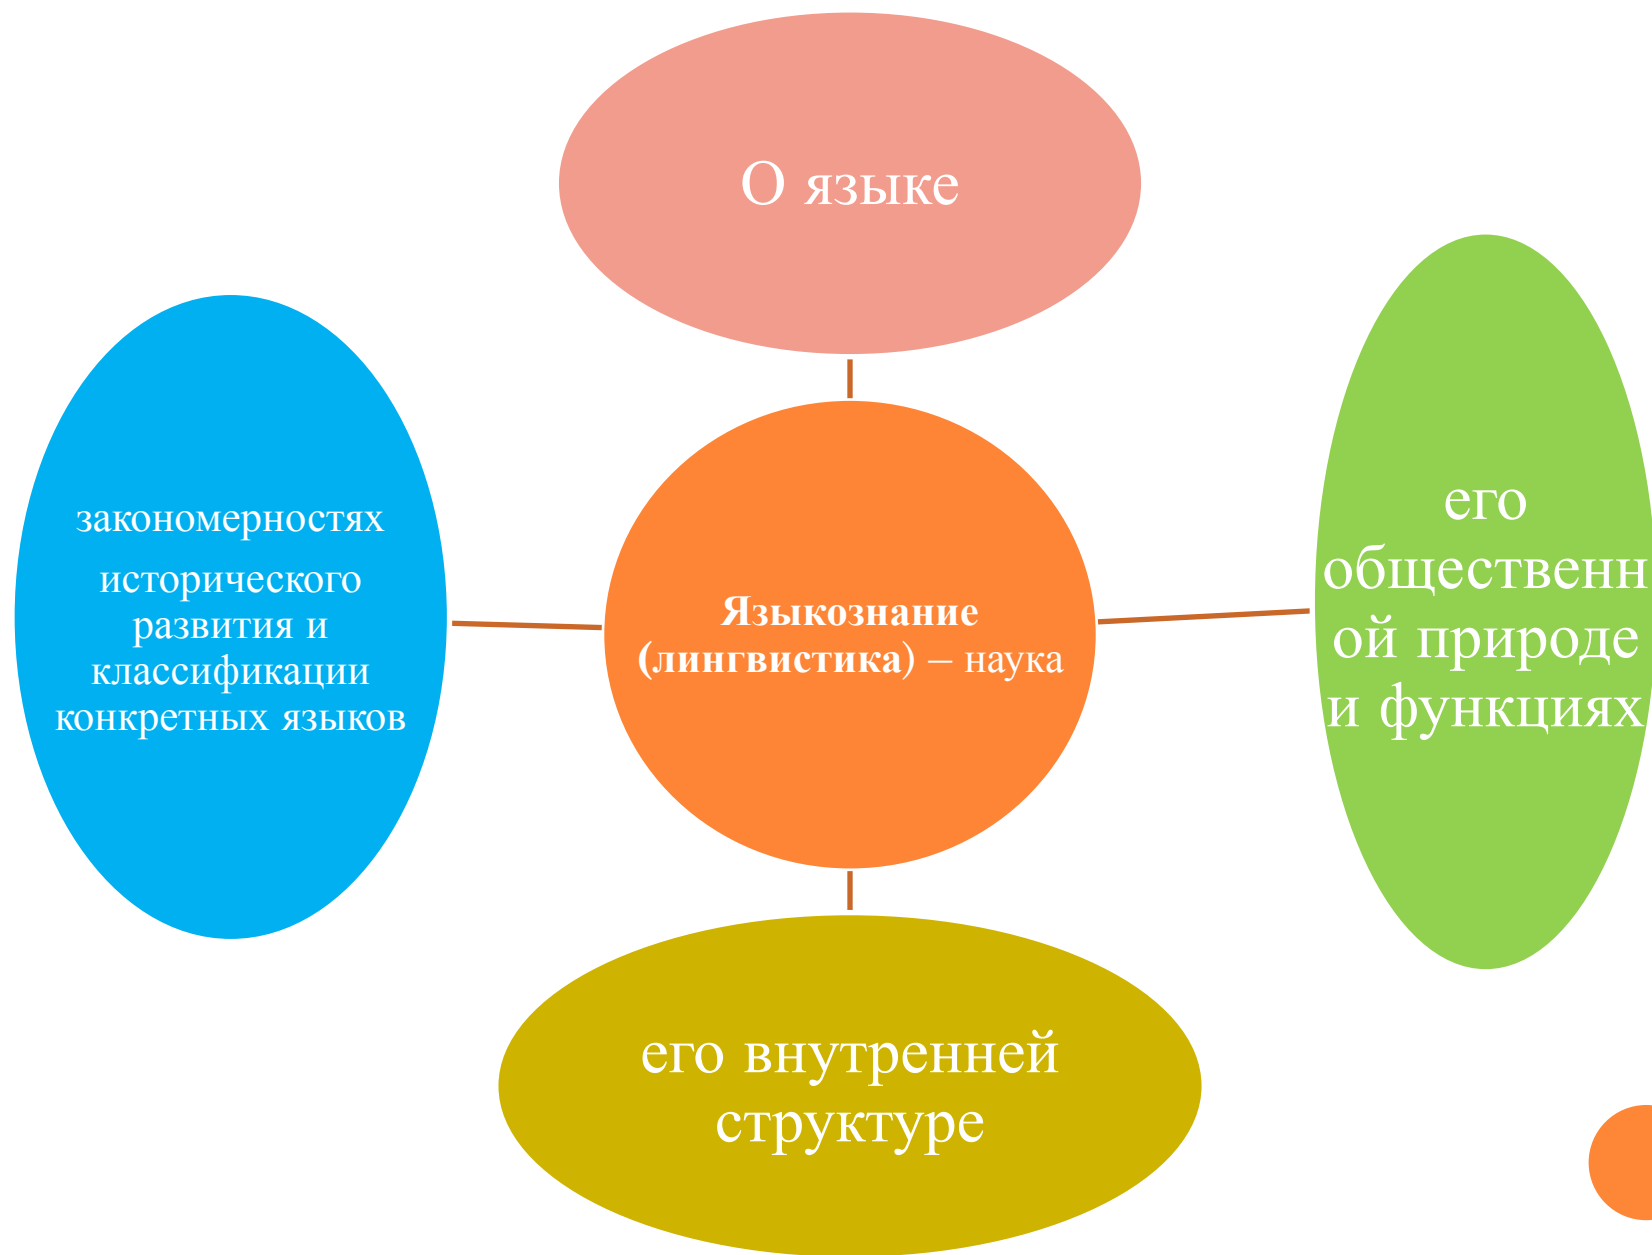 О языке
его
общественн
ой природе
и функциях
Языкознание
(лингвистика) – наука
закономерностях
исторического
развития и
классификации
конкретных языков
его внутренней
структуре